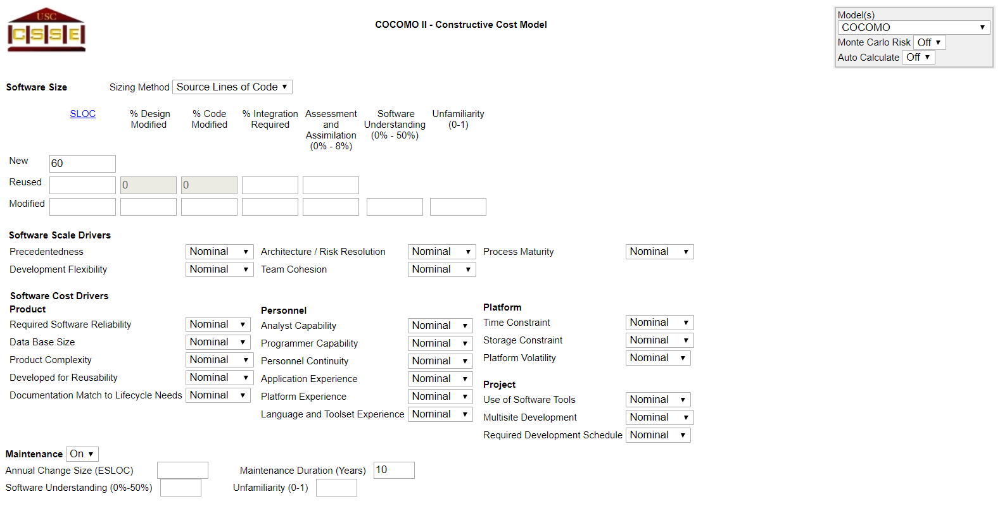 USC
CSSE
COCOMO II - Constructive Cost Model
Model(s)
COCOMO
Monte Carlo Risk Off
Auto Calculate Off
Software Size Sizing Method Source Lines of Code
SLOC % Design Modified % Code Modified % Integration Required Assessment and Assimilation (0% - 8%) Software Understanding (0% - 50%) Unfamiliarity (0-1)
New 60
Reused 0 0
Modified
Software Scale Drivers
Precedentedness Nominal Architecture / Risk Resolution Nominal Process Maturity Nominal
Development Flexibility Nominal Team Cohesion Nominal
Software Cost Drivers
Product
Required Software Reliability Nominal
Data Base Size Nominal
Product Complexity Nominal
Developed for Reusability Nominal
Documentation Match to Lifecycle Needs Nominal
Personnel
Analyst Capability Nominal
Programmer Capability Nominal
Personnel Continuity Nominal
Application Experience Nominal
Platform Experience Nominal
Language and Toolset Experience Nominal
Platform
Time Constraint Nominal
Storage Constraint Nominal
Platform Volatility Nominal
Project
Use of Software Tools Nominal
Multisite Development Nominal
Required Development Schedule Nominal
Maintenance On
Annual Change Size (ESLOC) Maintenance Duration (Years) 10
Software Understanding (0%-50%) Unfamiliarity (0-1)